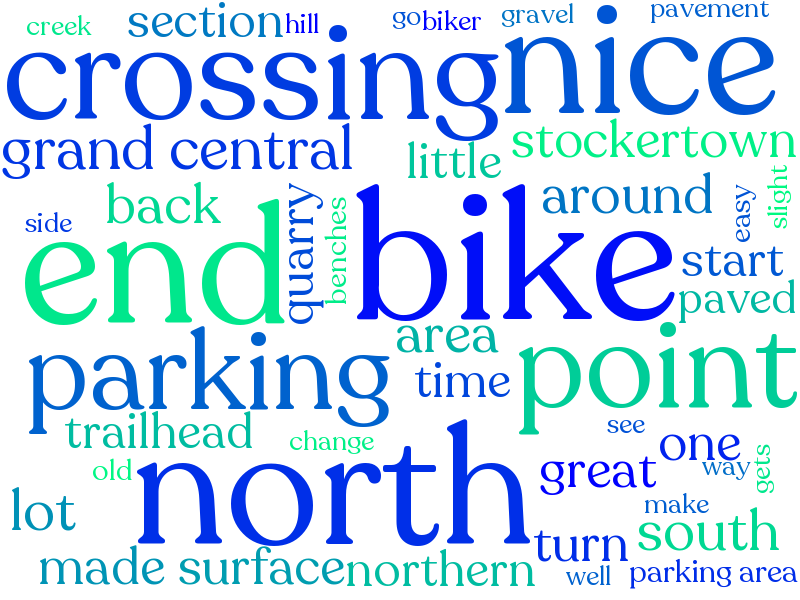 creek
section
hill
go
biker
gravel
pavement
crossing
nice
grand central
little
stockertown
back
side
end
quarry
benches
bike
around
easy
slight
start
paved
parking
area
time
point
trailhead
change
old
north
see
one
great
way
gets
lot
make
south
turn
made surface
northern
well
parking area